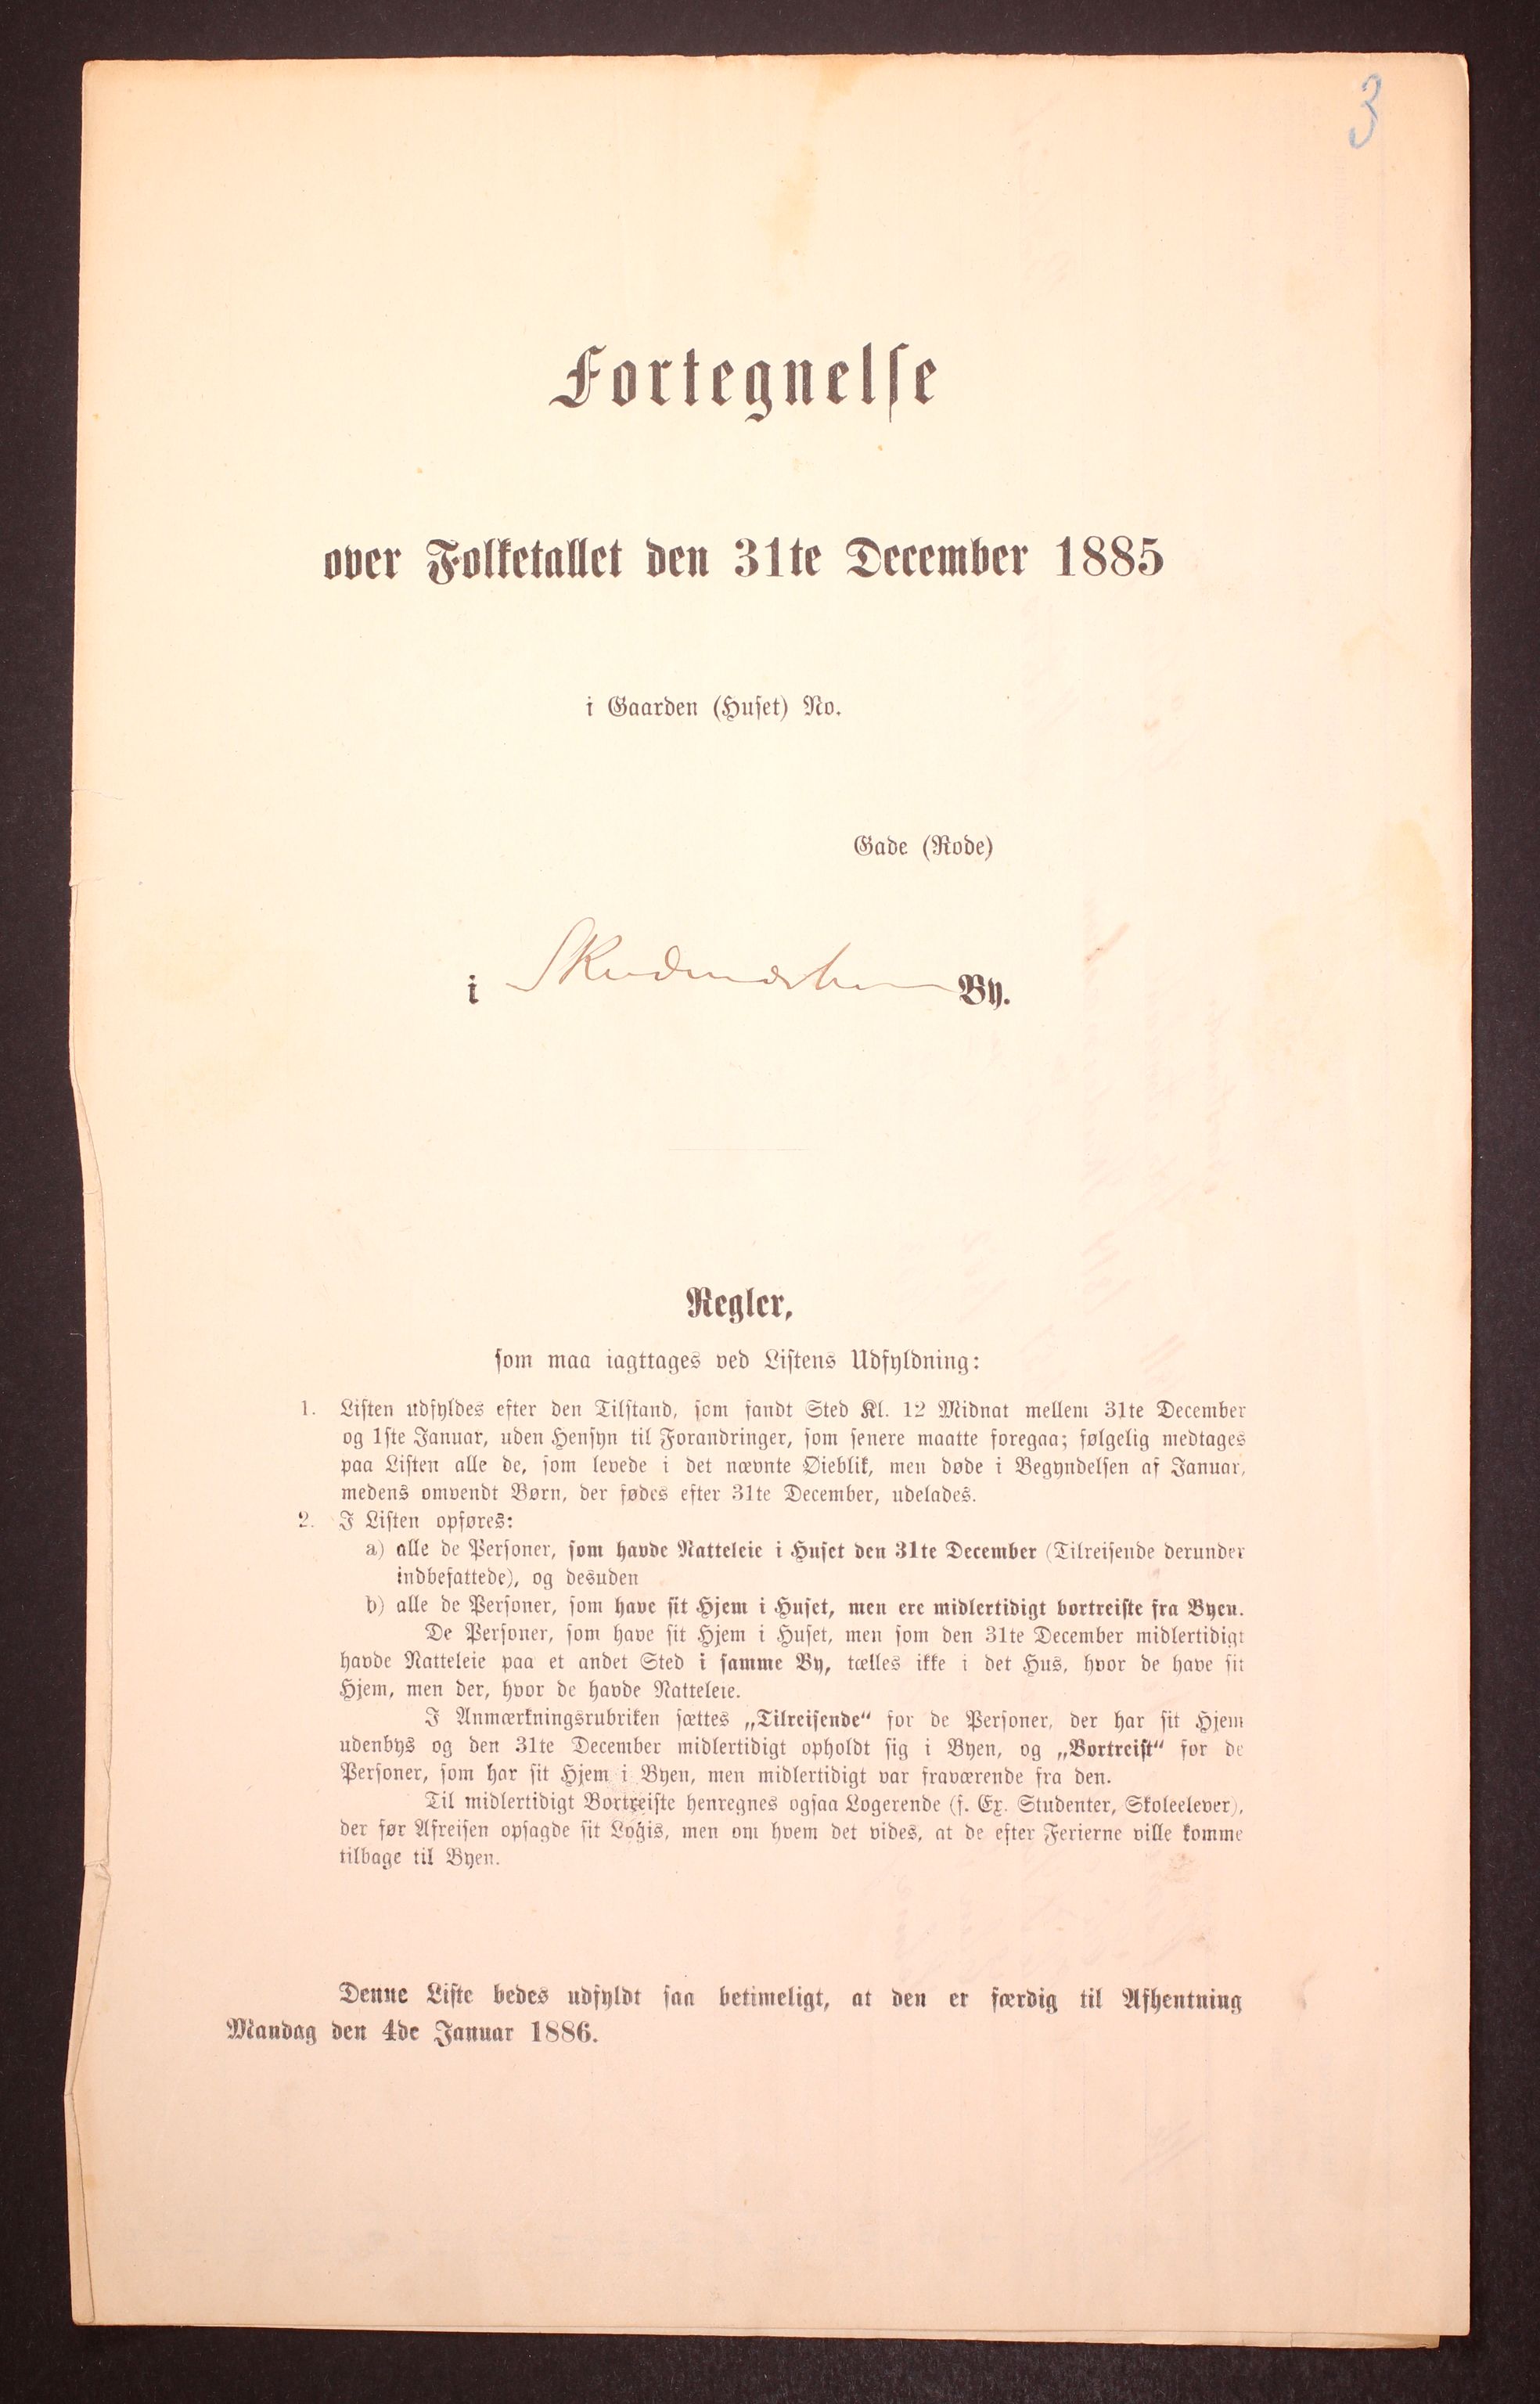 3
Fortegnelse
over Folketallet den 31te December 1885
i Gaarden (Huset) No.
Gade (Rode)
i By.
Regler,
som maa iagttages ved Listens Udfyldning:
1. Listen udfyldes efter den Tilstand, som fandt Sted Kl. 12 Midnat mellem 31te December
og 1ste Januar, uden Hensyn til Forandringer, som senere maatte foregaa; følgelig medtages
paa Listen alle de, som levede i det nævnte Øieblik, men døde i Begyndelsen af Januar,
medens omvendt Børn, der fødes efter 31te December, udelades.
2. I Listen opføres:
a) alle de Personer, som havde Natteleie i Huset den 31te December (Tilreisende derunder
indbefattede), og desuden
b) alle de Personer, som have sit Hjem i Huset, men ere midlertidigt bortreiste fra Byen.
De Personer, som have sit Hjem i Huset, men som den 31te December midlertidigt
havde Natteleie paa et andet Sted i samme By, tælles ikke i det Hus, hvor de have sit
Hjem, men der, hvor de havde Natteleie.
I Anmærkningsrubriken sættes „Tilreisende“ for de Personer, der har sit Hjem
udenbys og den 31te December midlertidigt opholdt sig i Byen, og „Bortreist“ for de
Personer, som har sit Hjem i Byen, men midlertidigt var fraværende fra den.
Til midlertidigt Bortreiste henregnes ogsaa Logerende (f. Ex. Studenter, Skoleelever),
der før Afreisen opsagde sit Logis, men om hvem det vides, at de efter Ferierne ville komme
tilbage til Byen.
Denne Liste bedes udfyldt saa betimeligt, at den er færdig til Afhentning
Mandag den 4de Januar 1886.